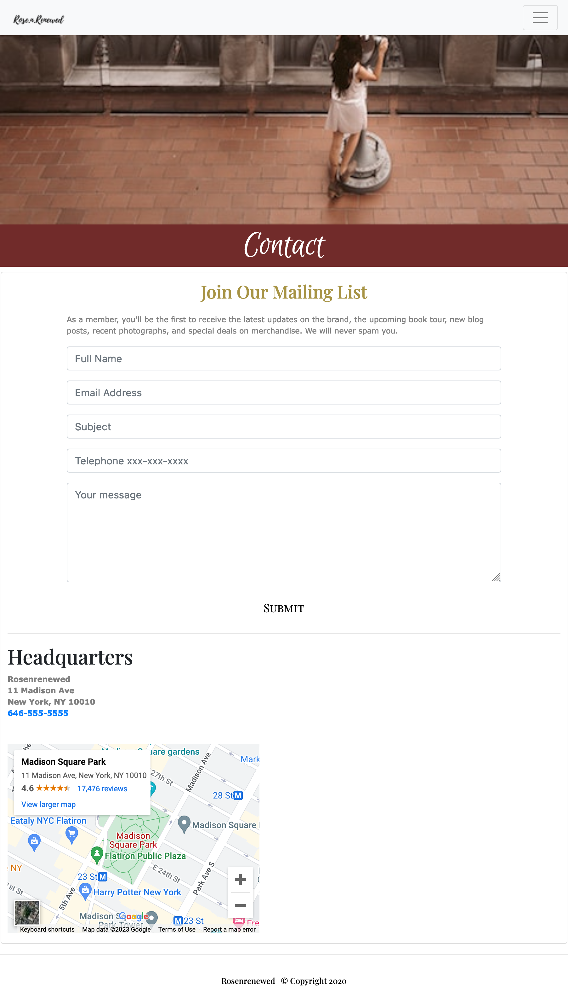 Rose.n.Renewed
Contact
Join Our Mailing List
As a member, you'll be the first to receive the latest updates on the brand, the upcoming book tour, new blog
posts, recent photographs, and special deals on merchandise. We will never spam you.
Full Name
Email Address
Subject
Telephone xxx-xxx-xxxx
Your message
Submit
Headquarters
Rosenrenewed
11 Madison Ave
New York, NY 10010
646-555-5555
Madison Square gardens
Madison Square Park
11 Madison Ave, New York, NY 10010
4.6
17,476 reviews
View larger map
27th St
Madison Ave
Mark
28 St M
Eataly NYC Flatiron
Madison Square
Madison
Square Park
Flatiron Public Plaza
NY
E 24th St
23 St M
Park Ave S
1st St
Harry Potter New York
5th Ave
Google
Park Tower
M 23 St
Fre
Keyboard shortcuts
Map data ©2023 Google
Terms of Use
Report a map error
Rosenrenewed | © Copyright 2020